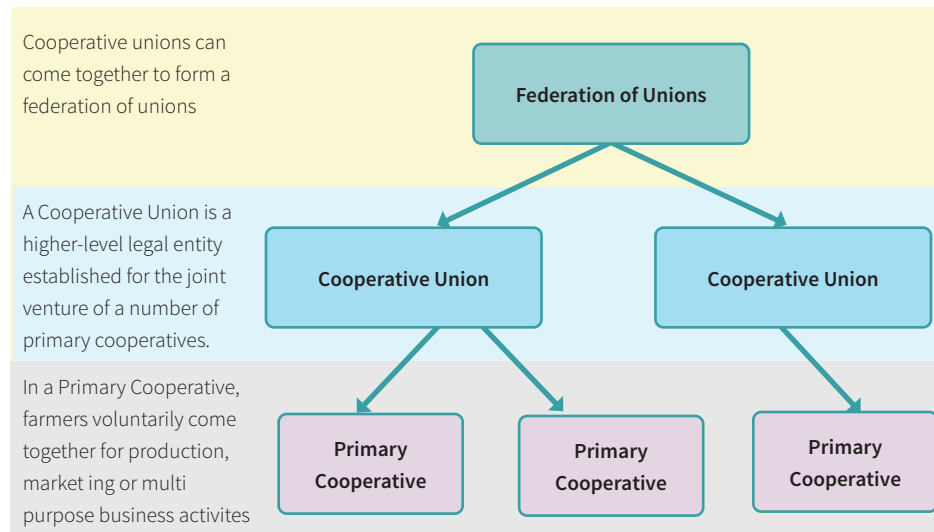 Cooperative unions can
come together to form a
federation of unions
Federation of Unions
A Cooperative Union is a
higher-level legal entity
established for the joint
venture of a number of
primary cooperatives.
Cooperative Union
Cooperative Union
In a Primary Cooperative,
farmers voluntarily come
together for production,
market ing or multi
purpose business activites
Primary
Cooperative
Primary
Cooperative
Primary
Cooperative